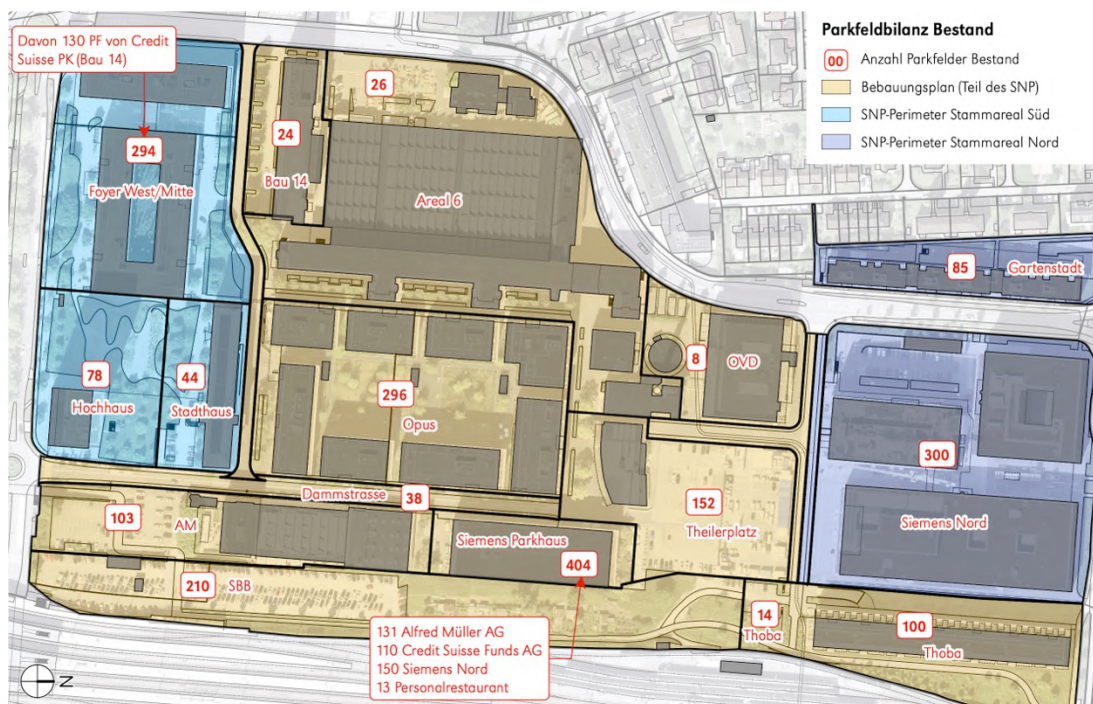 Davon 130 PF von Credit
Suisse PK (Bau 14)
294
Foyer West/Mitte
24
Bau 14
26
Areal 6
Parkfeldbilanz Bestand
00 Anzahl Parkfelder Bestand
Bebauungsplan (Teil des SNP)
SNP-Perimeter Stammareal Süd
SNP-Perimeter Stammareal Nord
85
Gartenstadt
78
Hochhaus
44
Stadthaus
296
Opus
8
OVD
300
Siemens Nord
Dammstrasse
38
103
AM
Siemens Parkhaus
404
152
Theilerplatz
210
SBB
14
Thoba
100
Thoba
131 Alfred Müller AG
110 Credit Suisse Funds AG
150 Siemens Nord
13 Personalrestaurant
N